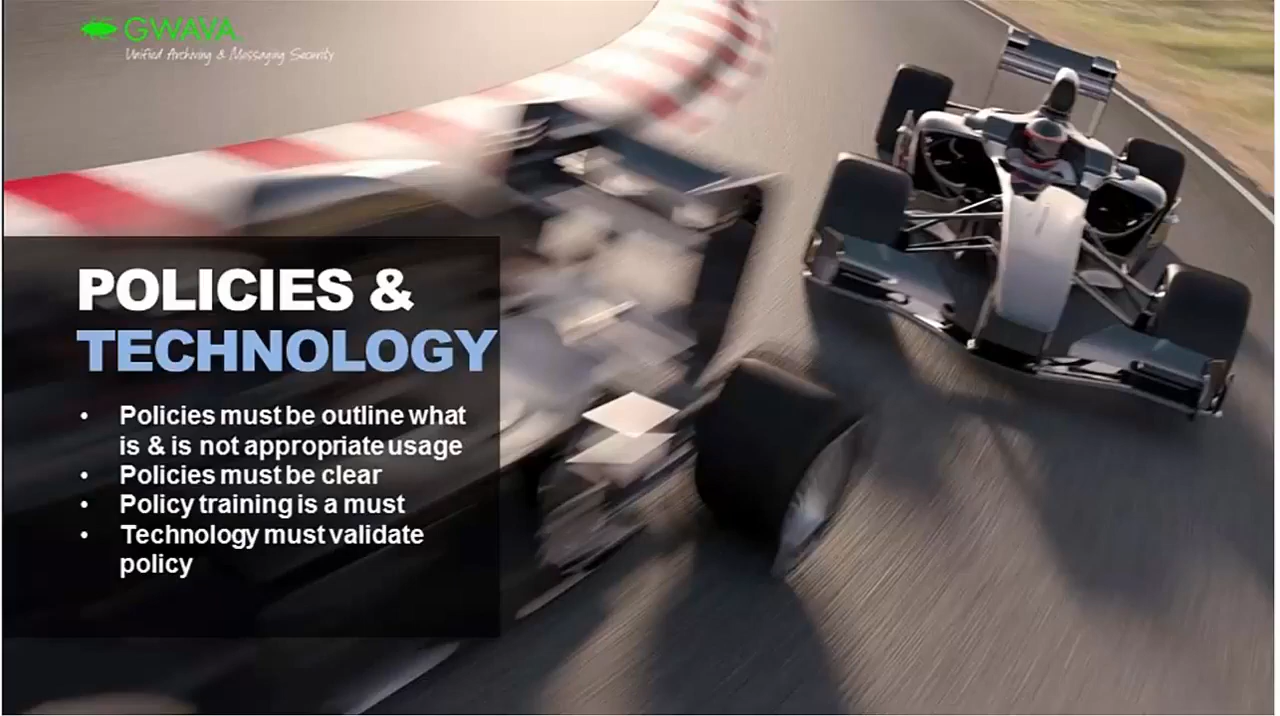 GWAVA
Unified Archiving & Messaging Security
POLICIES &
TECHNOLOGY
• Policies must be outline what
is & is not appropriate usage
• Policies must be clear
• Policy training is a must
• Technology must validate
policy